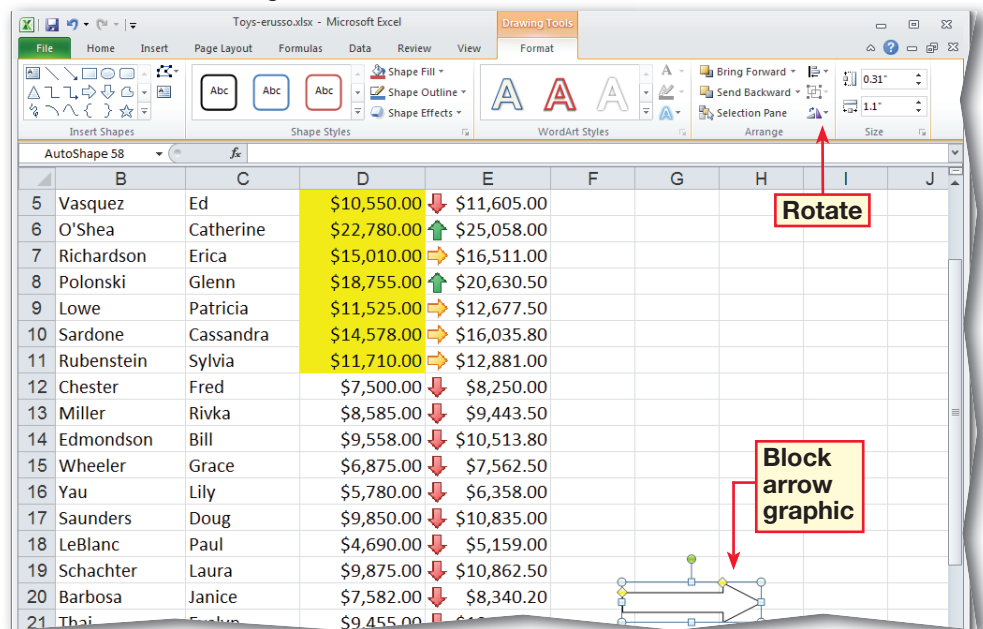 Toys-erusso.xlsx - Microsoft Excel Drawing Tools
File Home Insert Page Layout Formulas Data Review View Format
Abc Abc Abc
Shape Fill
Shape Outline
Shape Effects
A A A
A
A
Bring Forward
Send Backward
Selection Pane
0.31"
1.1"
Insert Shapes Shape Styles WordArt Styles Arrange Size
AutoShape 58 fx
B C D E F G H I J
5 Vasquez Ed $10,550.00 $11,605.00
Rotate
6 O'Shea Catherine $22,780.00 $25,058.00
7 Richardson Erica $15,010.00 $16,511.00
8 Polonski Glenn $18,755.00 $20,630.50
9 Lowe Patricia $11,525.00 $12,677.50
10 Sardone Cassandra $14,578.00 $16,035.80
11 Rubenstein Sylvia $11,710.00 $12,881.00
12 Chester Fred $7,500.00 $8,250.00
13 Miller Rivka $8,585.00 $9,443.50
14 Edmondson Bill $9,558.00 $10,513.80
15 Wheeler Grace $6,875.00 $7,562.50
16 Yau Lily $5,780.00 $6,358.00
17 Saunders Doug $9,850.00 $10,835.00
18 LeBlanc Paul $4,690.00 $5,159.00
19 Schachter Laura $9,875.00 $10,862.50
20 Barbosa Janice $7,582.00 $8,340.20
21 Thai $9,455.00
Block
arrow
graphic